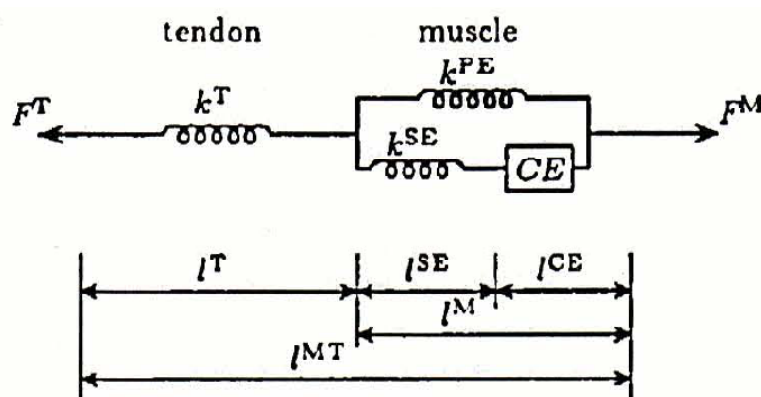 tendon muscle
k^PE
F^T k^T F^M
k^SE CE
l^T l^SE l^CE
l^M
l^MT